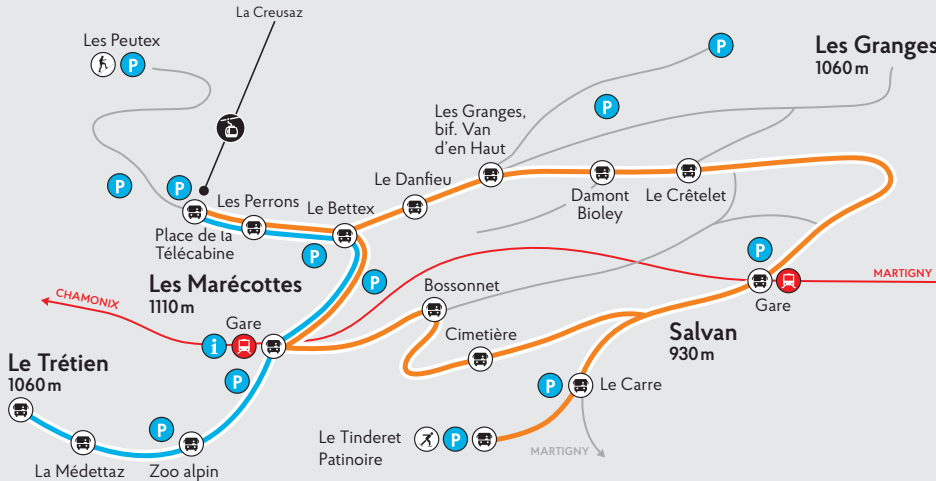 La Creusaz
Les Peutex
P
P
Les Granges
1060 m
P
Les Granges,
bif. Van
d'en Haut
P
P
Le Danfieu
Damont
Bioley
Le Crêtelet
Les Perrons
Le Bettex
Place de la
Télécabine
P
P
Les Marécottes
1110 m
P
MARTIGNY
CHAMONIX
Gare
Bossonnet
Gare
i
Cimetière
Salvan
930 m
Le Trétien
1060 m
P
P
Le Carre
P
Le Tinderet
Patinoire
P
MARTIGNY
La Médettaz
Zoo alpin